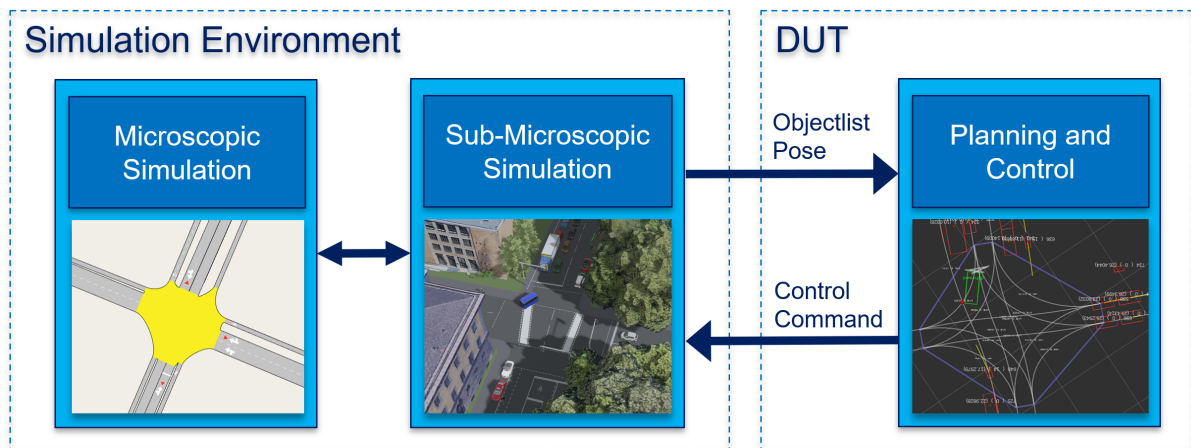 Simulation Environment
DUT
Microscopic
Simulation
Sub-Microscopic
Simulation
Objectlist
Pose
Planning and
Control
Control
Command